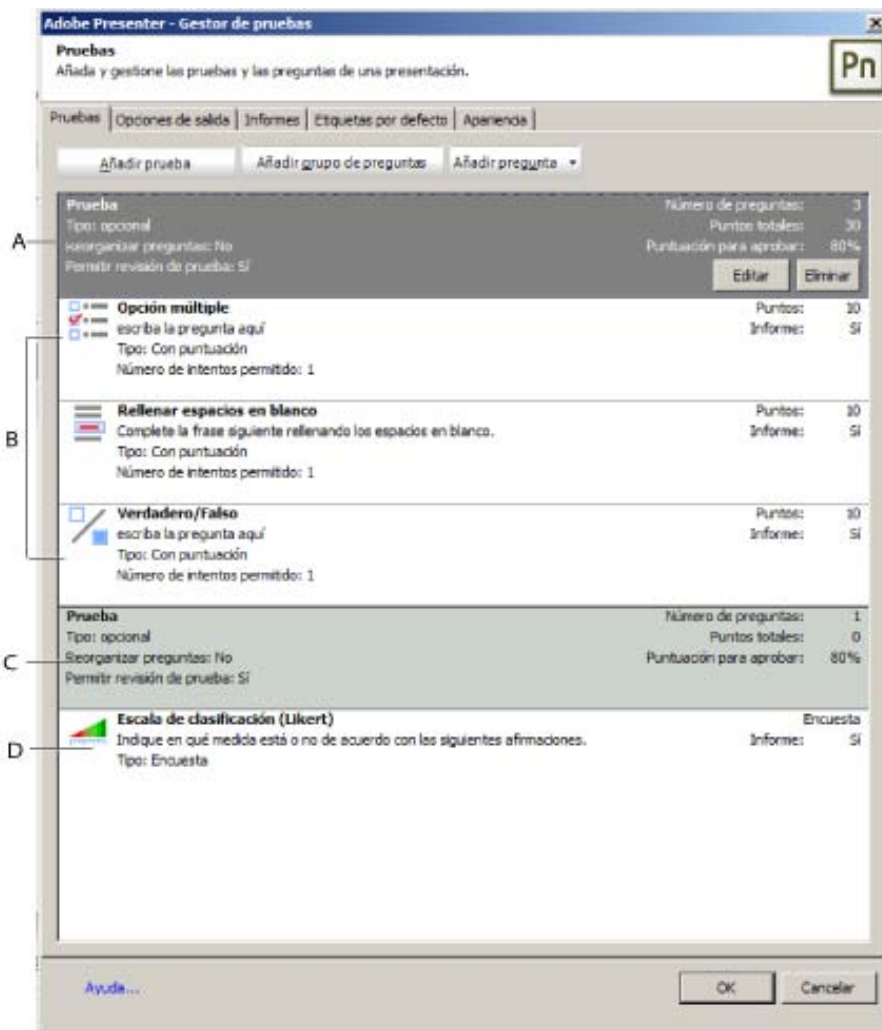 Adobe Presenter - Gestor de pruebas
Pruebas
Añada y gestione las pruebas y las preguntas de una presentación.
Pn
Pruebas Opciones de salida Informes Etiquetas por defecto Apariencia
Añadir prueba Añadir grupo de preguntas Añadir pregunta
Prueba Número de preguntas: 3
Tipo: opcional Puntos totales: 30
A Reorganizar preguntas: No Puntuación para aprobar: 80%
Permitir revisión de prueba: Sí
Editar Eliminar
Opción múltiple Puntos: 10
escriba la pregunta aquí Informe: Sí
Tipo: Con puntuación
Número de intentos permitido: 1
B
Rellenar espacios en blanco Puntos: 10
Complete la frase siguiente rellenando los espacios en blanco. Informe: Sí
Tipo: Con puntuación
Número de intentos permitido: 1
Verdadero/Falso Puntos: 10
escriba la pregunta aquí Informe: Sí
Tipo: Con puntuación
Número de intentos permitido: 1
Prueba Número de preguntas: 1
Tipo: opcional Puntos totales: 0
C Reorganizar preguntas: No Puntuación para aprobar: 80%
Permitir revisión de prueba: Sí
Escala de clasificación (Likert) Encuesta
D Indique en qué medida está o no de acuerdo con las siguientes afirmaciones. Informe: Sí
Tipo: Encuesta
Ayuda... OK Cancelar